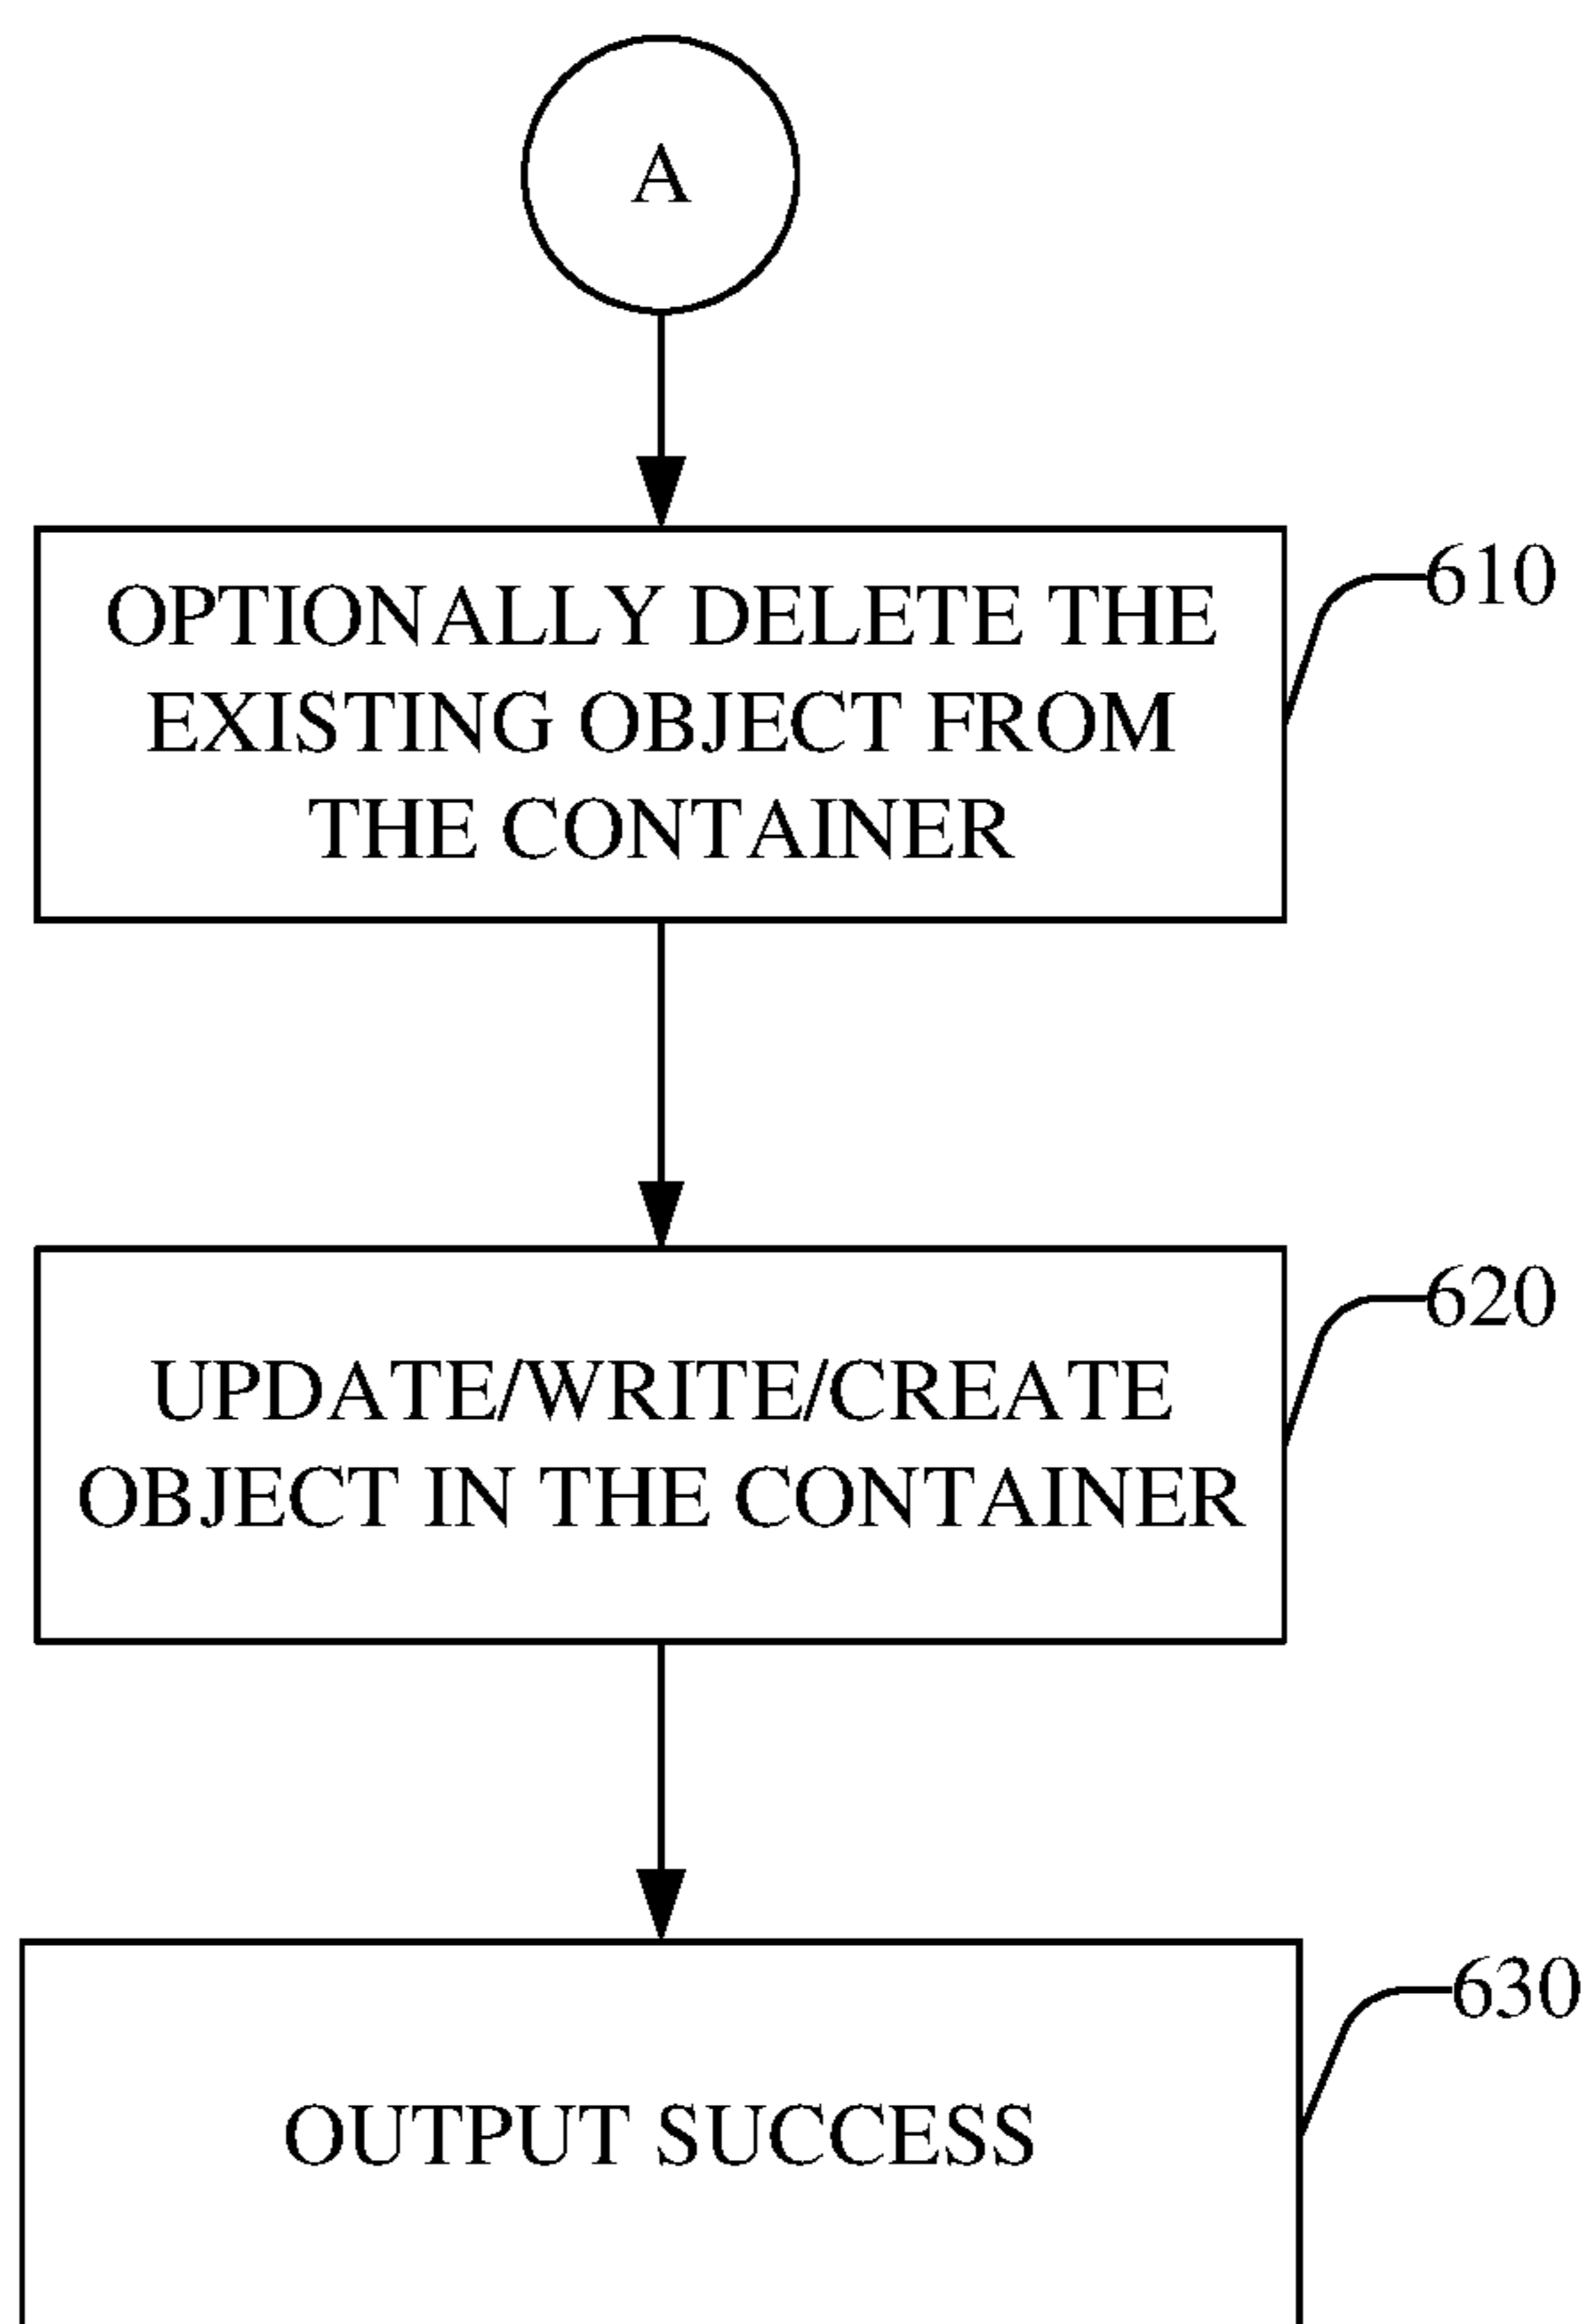 A
OPTIONALLY DELETE THE
EXISTING OBJECT FROM
THE CONTAINER
610
UPDATE/WRITE/CREATE
OBJECT IN THE CONTAINER
620
OUTPUT SUCCESS
630